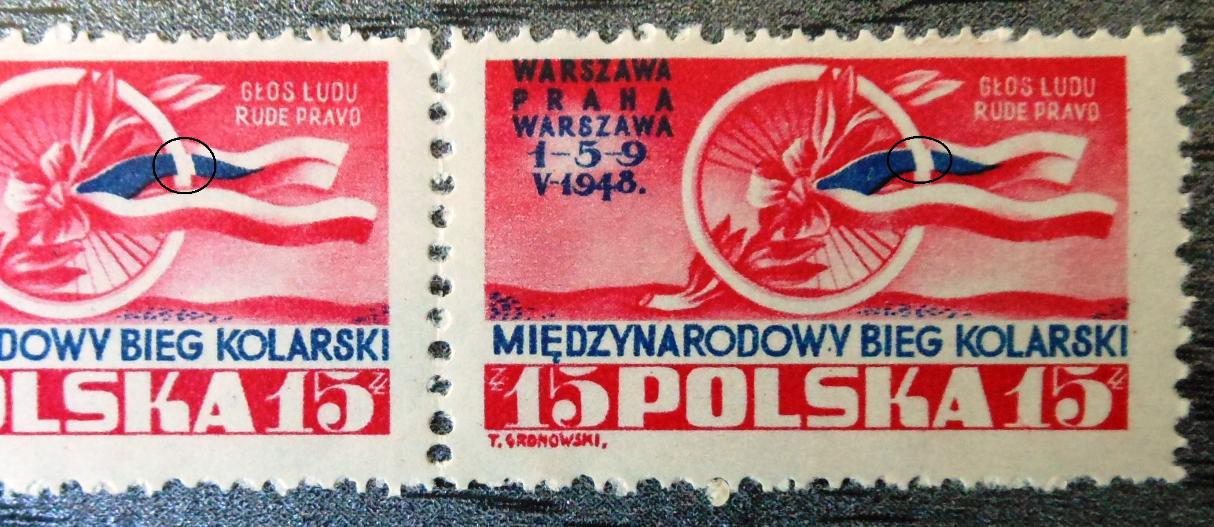 GŁOS LUDU
RUDE PRAVO
DOWY BIEG KOLARSKI
OLSKA 15 zł
WARSZAWA
PRAHA
WARSZAWA
1-5-9
V-1948.
GŁOS LUDU
RUDE PRAVO
MIĘDZYNARODOWY BIEG KOLARSKI
zł 15 POLSKA 15 zł
T. GRONOWSKI.